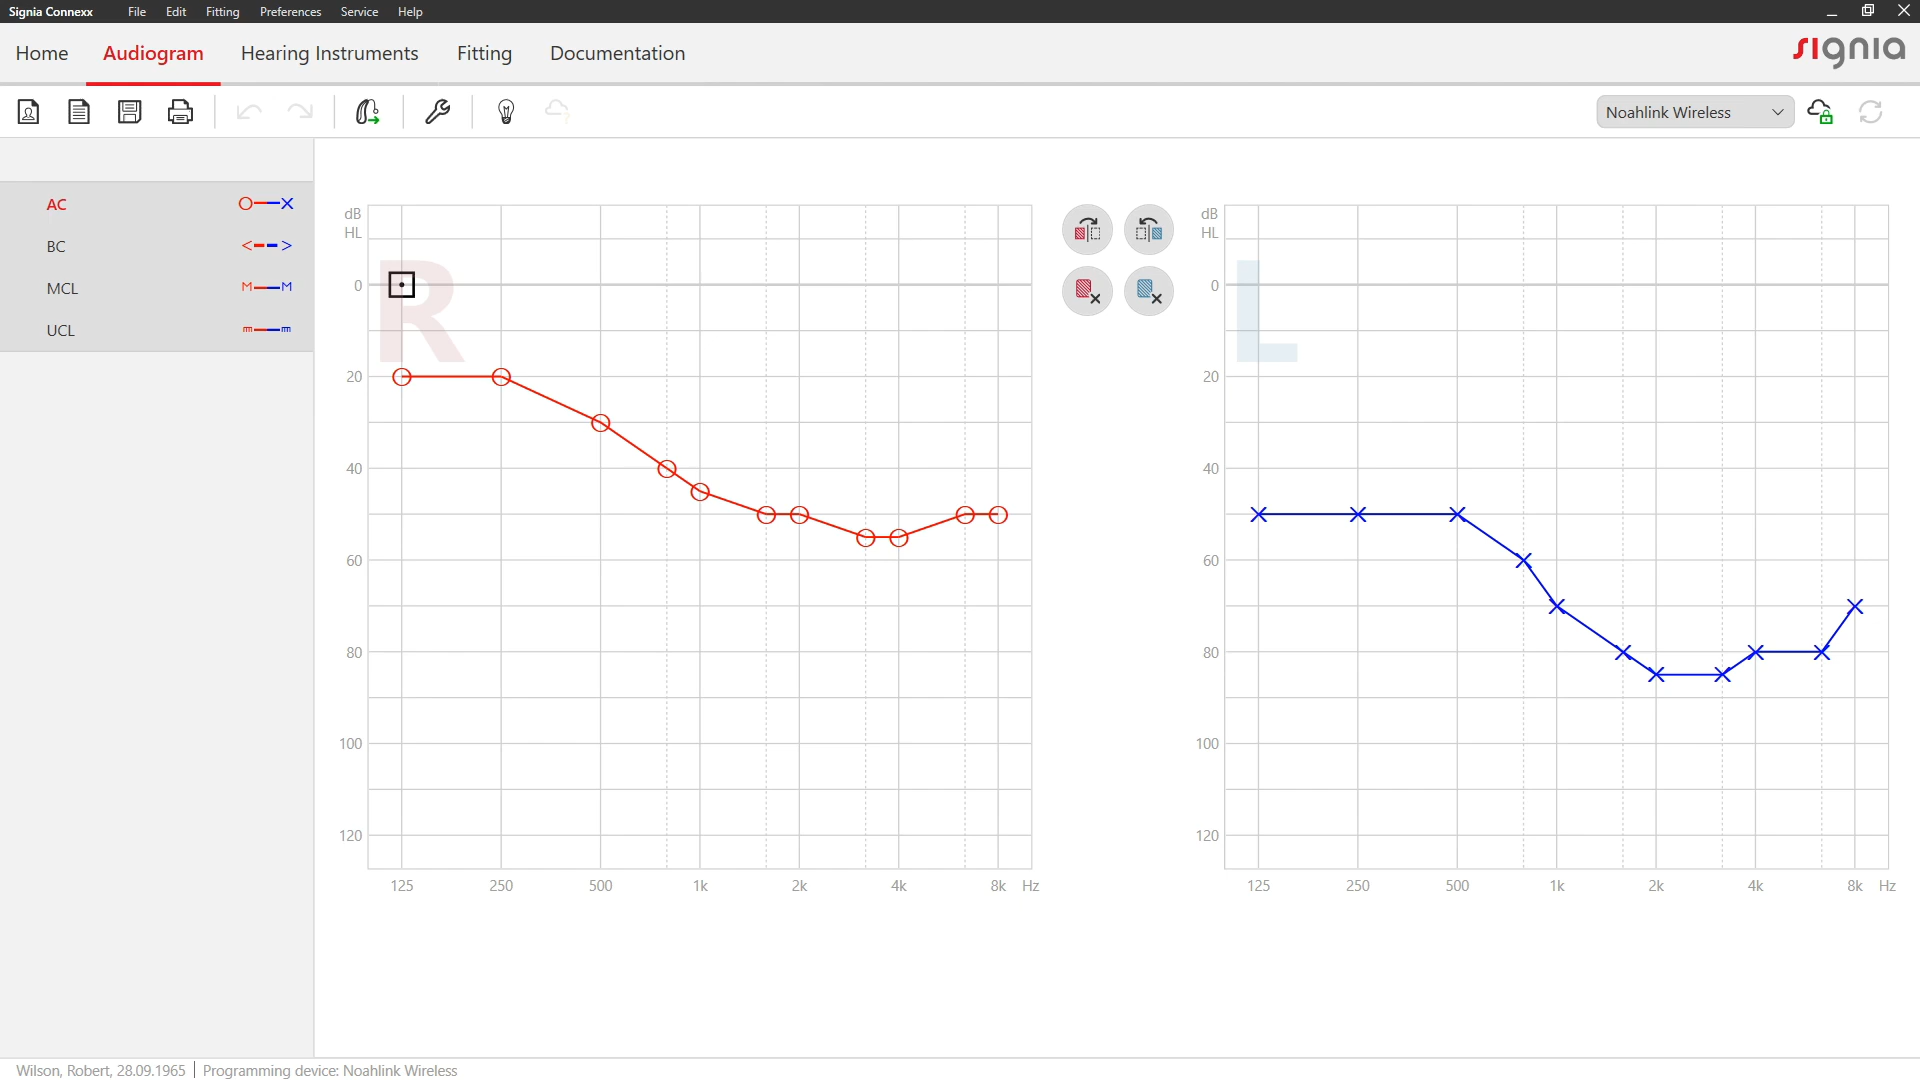 Signia Connexx File Edit Fitting Preferences Service Help
Home Audiogram Hearing Instruments Fitting Documentation
signia
Noahlink Wireless
AC
BC
MCL M M
UCL m m
dB
HL
R
0
20
40
60
80
100
120
125 250 500 1k 2k 4k 8k Hz
dB
HL
L
0
20
40
60
80
100
120
125 250 500 1k 2k 4k 8k Hz
Wilson, Robert, 28.09.1965 Programming device: Noahlink Wireless